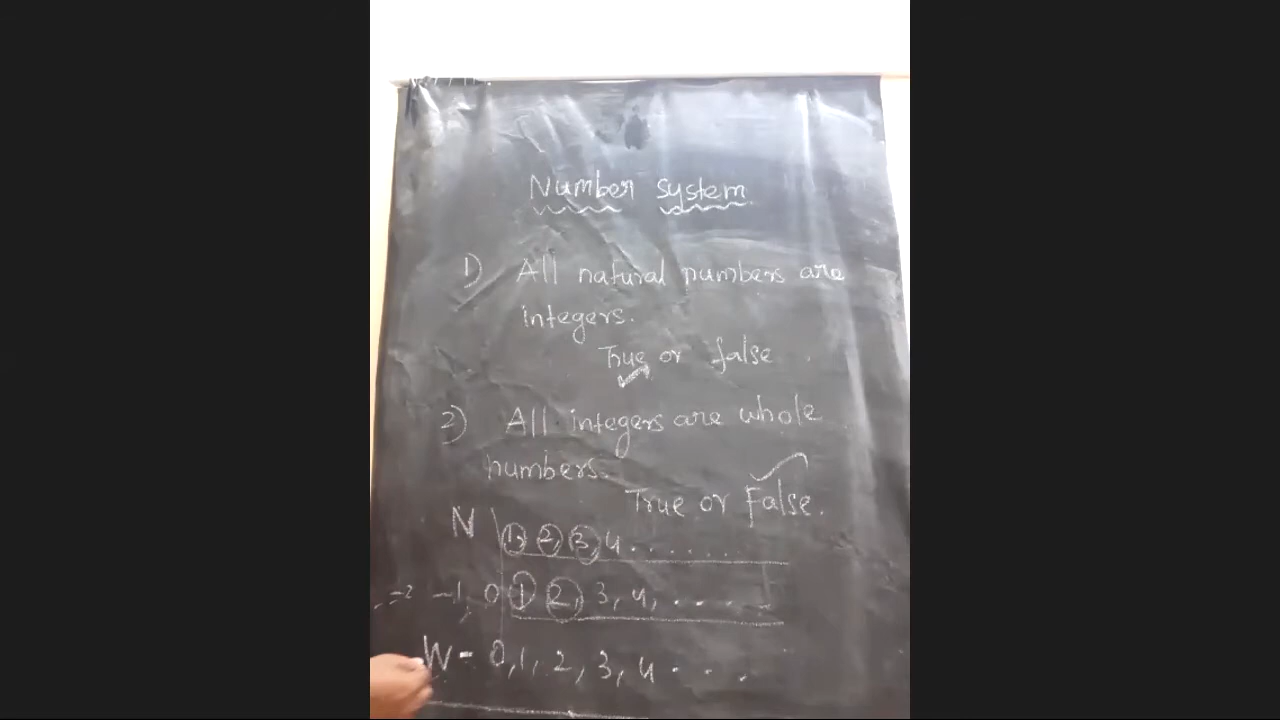 Number system
1) All natural numbers are
integers.
True or false
2) All integers are whole
numbers.
True or False.
N 1, 2, 3, 4 . . . . . . .
-2 -1, 0 1 2, 3, 4, . . . . .
W - 0, 1, 2, 3, 4 . . .